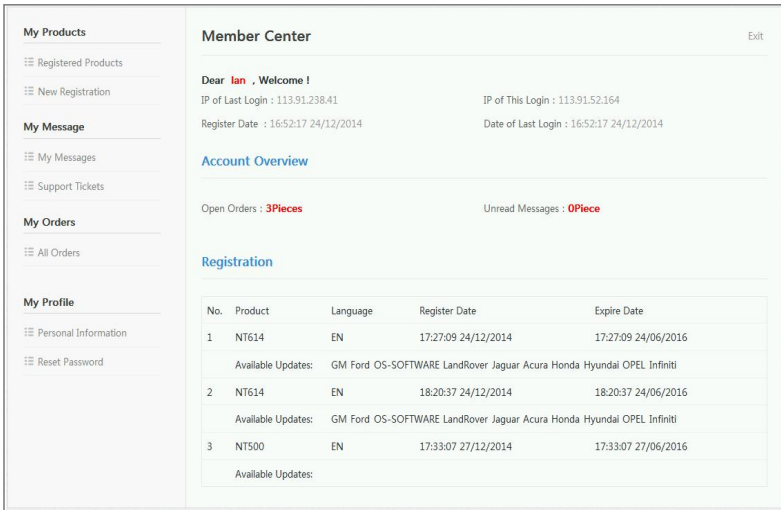 My Products
Registered Products
New Registration
My Message
My Messages
Support Tickets
My Orders
All Orders
My Profile
Personal Information
Reset Password
Member Center
Exit
Dear Ian , Welcome !
IP of Last Login : 113.91.238.41
IP of This Login : 113.91.52.164
Register Date : 16:52:17 24/12/2014
Date of Last Login : 16:52:17 24/12/2014
Account Overview
Open Orders : 3Pieces
Unread Messages : 0Piece
Registration
No. Product Language Register Date Expire Date
1 NT614 EN 17:27:09 24/12/2014 17:27:09 24/06/2016
Available Updates: GM Ford OS-SOFTWARE LandRover Jaguar Acura Honda Hyundai OPEL Infiniti
2 NT614 EN 18:20:37 24/12/2014 18:20:37 24/06/2016
Available Updates: GM Ford OS-SOFTWARE LandRover Jaguar Acura Honda Hyundai OPEL Infiniti
3 NT500 EN 17:33:07 27/12/2014 17:33:07 27/06/2016
Available Updates: